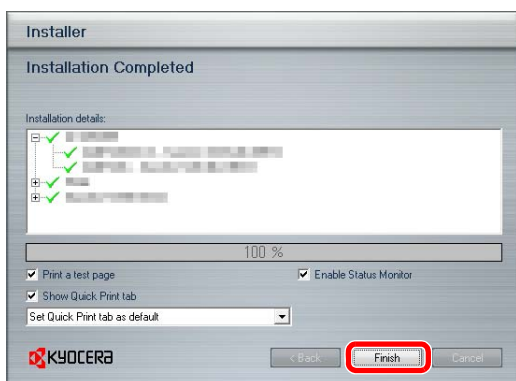 Installer
Installation Completed
Installation details:
100 %
Print a test page
Enable Status Monitor
Show Quick Print tab
Set Quick Print tab as default
KYOCERA
< Back
Finish
Cancel